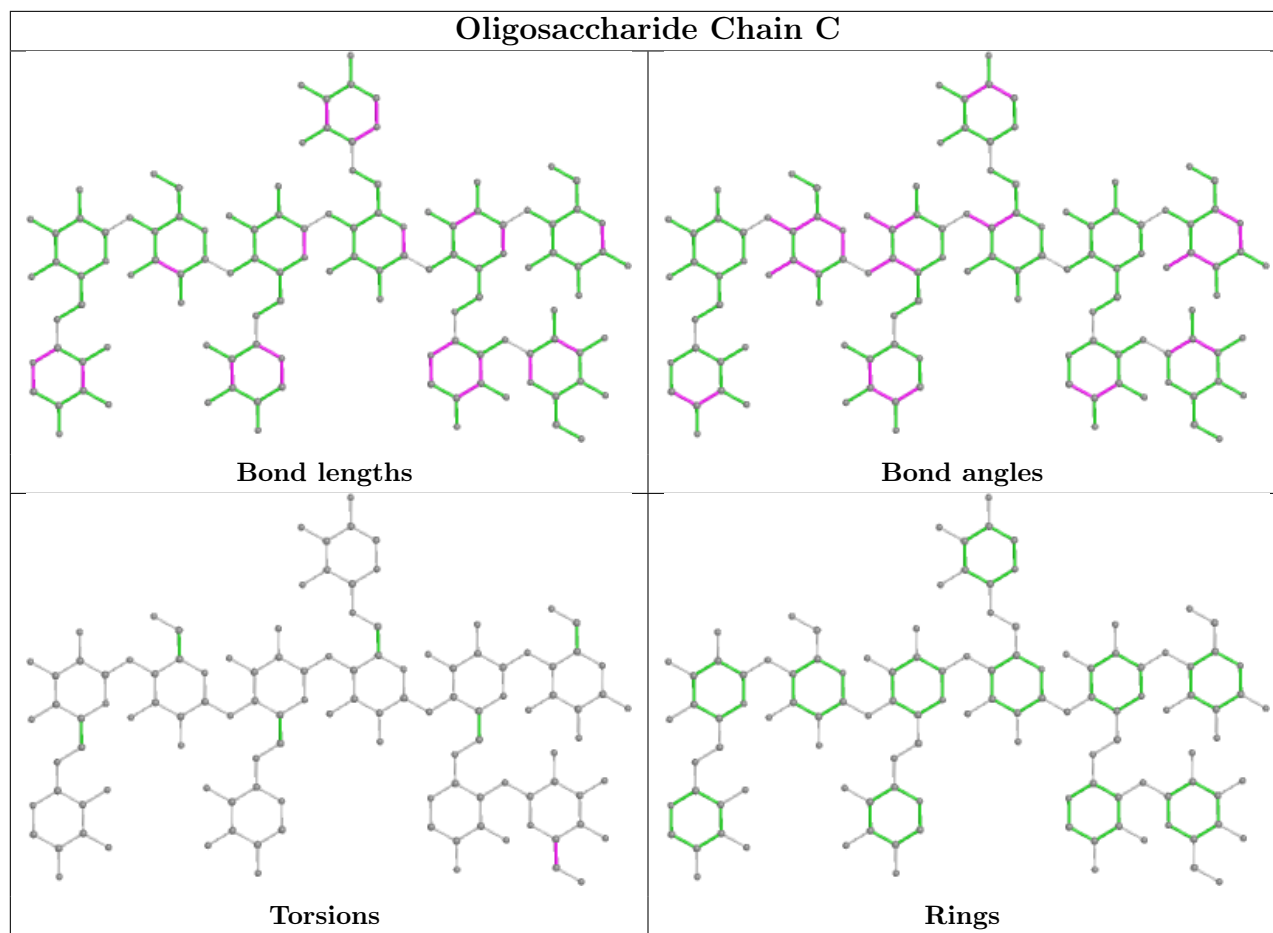 Oligosaccharide Chain C
Bond lengths
Bond angles
Torsions
Rings